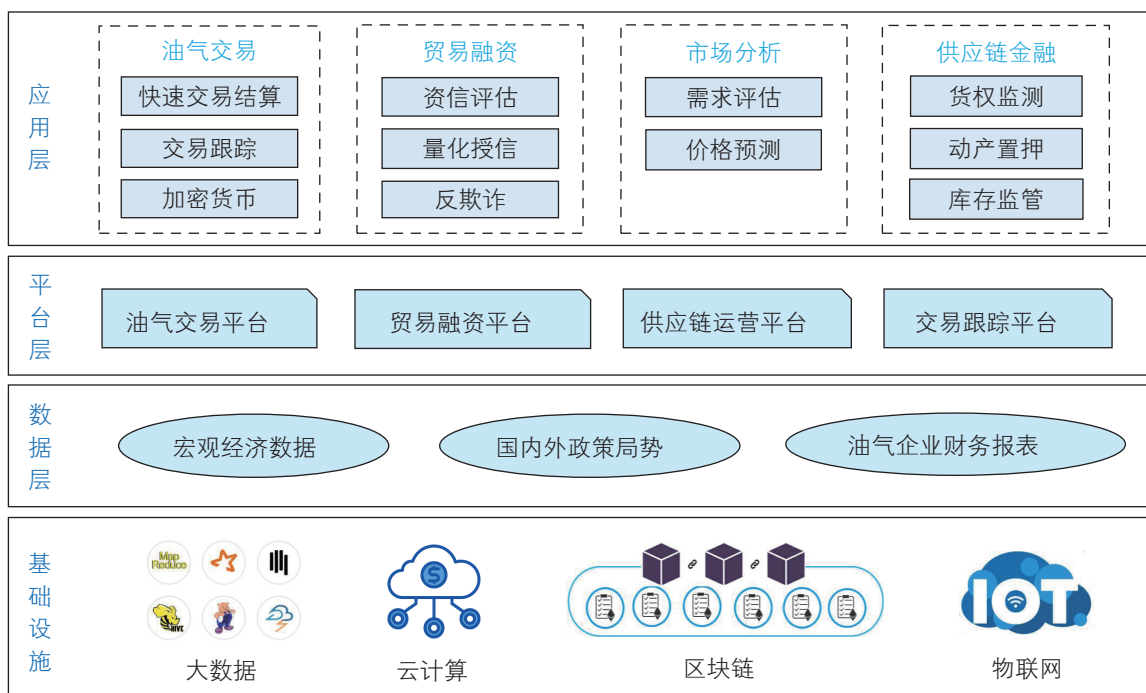 应用层
油气交易
快速交易结算
交易跟踪
加密货币
贸易融资
资信评估
量化授信
反欺诈
市场分析
需求评估
价格预测
供应链金融
货权监测
动产置押
库存监管
平台层
油气交易平台
贸易融资平台
供应链运营平台
交易跟踪平台
数据层
宏观经济数据
国内外政策局势
油气企业财务报表
基础设施
Map
Reduce
HIVE
$
IOT
大数据
云计算
区块链
物联网